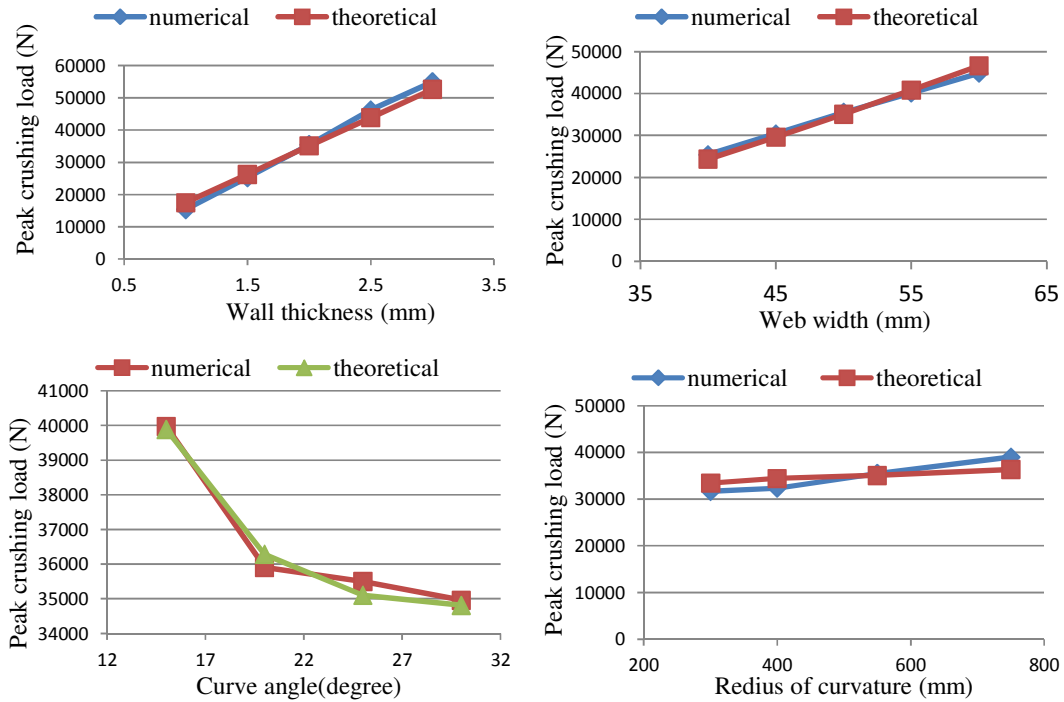 numerical theoretical
Peak crushing load (N)
60000
50000
40000
30000
20000
10000
0
0.5 1.5 2.5 3.5
Wall thickness (mm)
numerical theoretical
Peak crushing load (N)
50000
40000
30000
20000
10000
0
35 45 55 65
Web width (mm)
numerical theoretical
Peak crushing load (N)
41000
40000
39000
38000
37000
36000
35000
34000
12 17 22 27 32
Curve angle(degree)
numerical theoretical
Peak crushing load (N)
50000
40000
30000
20000
10000
0
200 400 600 800
Redius of curvature (mm)